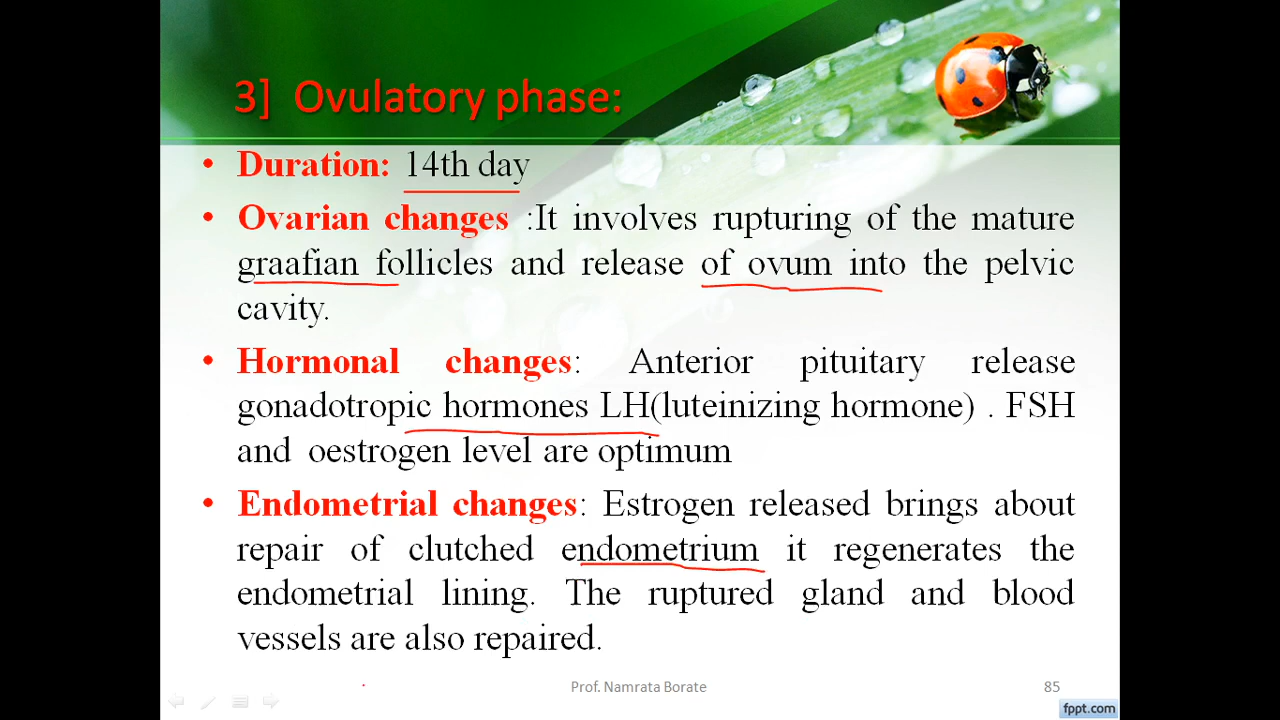 3] Ovulatory phase:
• Duration: 14th day
• Ovarian changes :It involves rupturing of the mature
graafian follicles and release of ovum into the pelvic
cavity.
• Hormonal changes: Anterior pituitary release
gonadotropic hormones LH(luteinizing hormone) . FSH
and oestrogen level are optimum
• Endometrial changes: Estrogen released brings about
repair of clutched endometrium it regenerates the
endometrial lining. The ruptured gland and blood
vessels are also repaired.
Prof. Namrata Borate
85
fppt.com